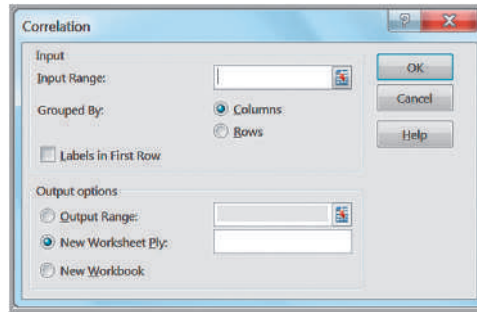 Correlation
Input
Input Range:
Grouped By:
Columns
Rows
Labels in First Row
Output options
Output Range:
New Worksheet Ply:
New Workbook
OK
Cancel
Help